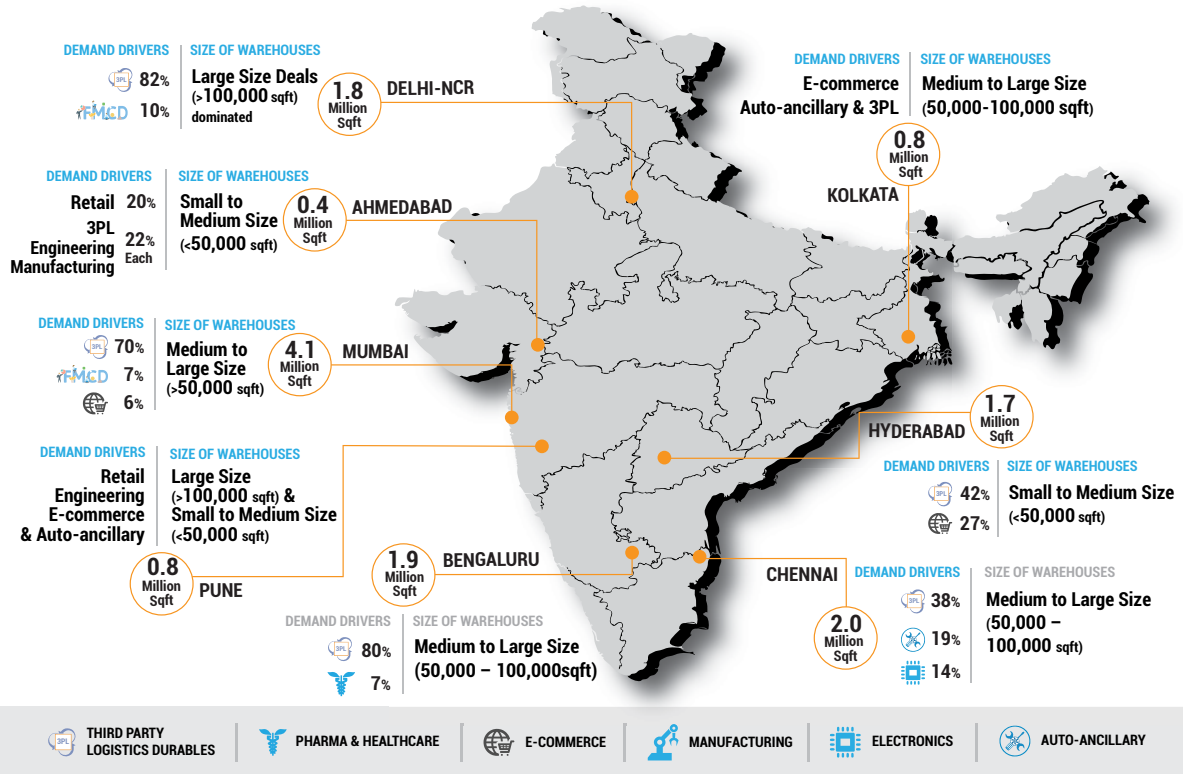 DEMAND DRIVERS
3PL 82%
FMCD 10%
SIZE OF WAREHOUSES
Large Size Deals
(>100,000 sqft)
dominated
1.8
Million
Sqft
DELHI-NCR
DEMAND DRIVERS
E-commerce
Auto-ancillary & 3PL
SIZE OF WAREHOUSES
Medium to Large Size
(50,000-100,000 sqft)
0.8
Million
Sqft
KOLKATA
DEMAND DRIVERS
Retail 20%
3PL
Engineering
Manufacturing
22%
Each
SIZE OF WAREHOUSES
Small to
Medium Size
(<50,000 sqft)
0.4
Million
Sqft
AHMEDABAD
DEMAND DRIVERS
3PL 70%
FMCD 7%
6%
SIZE OF WAREHOUSES
Medium to
Large Size
(>50,000 sqft)
4.1
Million
Sqft
MUMBAI
DEMAND DRIVERS
Retail
Engineering
E-commerce
& Auto-ancillary
SIZE OF WAREHOUSES
Large Size
(>100,000 sqft) &
Small to Medium Size
(<50,000 sqft)
0.8
Million
Sqft
PUNE
1.7
Million
Sqft
HYDERABAD
DEMAND DRIVERS
3PL 42%
27%
SIZE OF WAREHOUSES
Small to Medium Size
(<50,000 sqft)
1.9
Million
Sqft
BENGALURU
DEMAND DRIVERS
3PL 80%
7%
SIZE OF WAREHOUSES
Medium to Large Size
(50,000 – 100,000sqft)
CHENNAI
2.0
Million
Sqft
DEMAND DRIVERS
3PL 38%
19%
14%
SIZE OF WAREHOUSES
Medium to Large Size
(50,000 –
100,000 sqft)
3PL
THIRD PARTY
LOGISTICS DURABLES
PHARMA & HEALTHCARE
E-COMMERCE
MANUFACTURING
ELECTRONICS
AUTO-ANCILLARY